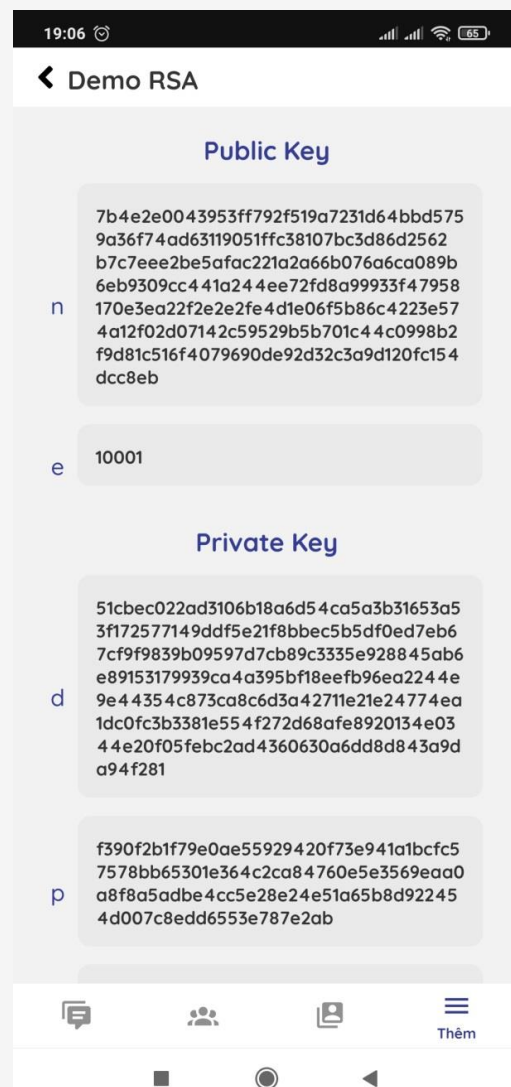 19:06
65
Demo RSA
Public Key
7b4e2e0043953ff792f519a7231d64bbd575
9a36f74ad63119051ffc38107bc3d86d2562
b7c7eee2be5afac221a2a66b076a6ca089b
6eb9309cc441a244ee72fd8a99933f47958
n
170e3ea22f2e2e2fe4d1e06f5b86c4223e57
4a12f02d07142c59529b5b701c44c0998b2
f9d81c516f4079690de92d32c3a9d120fc154
dcc8eb
e
10001
Private Key
51cbec022ad3106b18a6d54ca5a3b31653a5
3f172577149ddf5e21f8bbec5b5df0ed7eb6
7cf9f9839b09597d7cb89c3335e928845ab6
e89153179939ca4a395bf18eefb96ea2244e
d
9e44354c873ca8c6d3a42711e21e24774ea
1dc0fc3b3381e554f272d68afe8920134e03
44e20f05febc2ad4360630a6dd8d843a9d
a94f281
f390f2b1f79e0ae55929420f73e941a1bcfc5
7578bb65301e364c2ca84760e5e3569eaa0
p
a8f8a5adbe4cc5e28e24e51a65b8d92245
4d007c8edd6553e787e2ab
Thêm